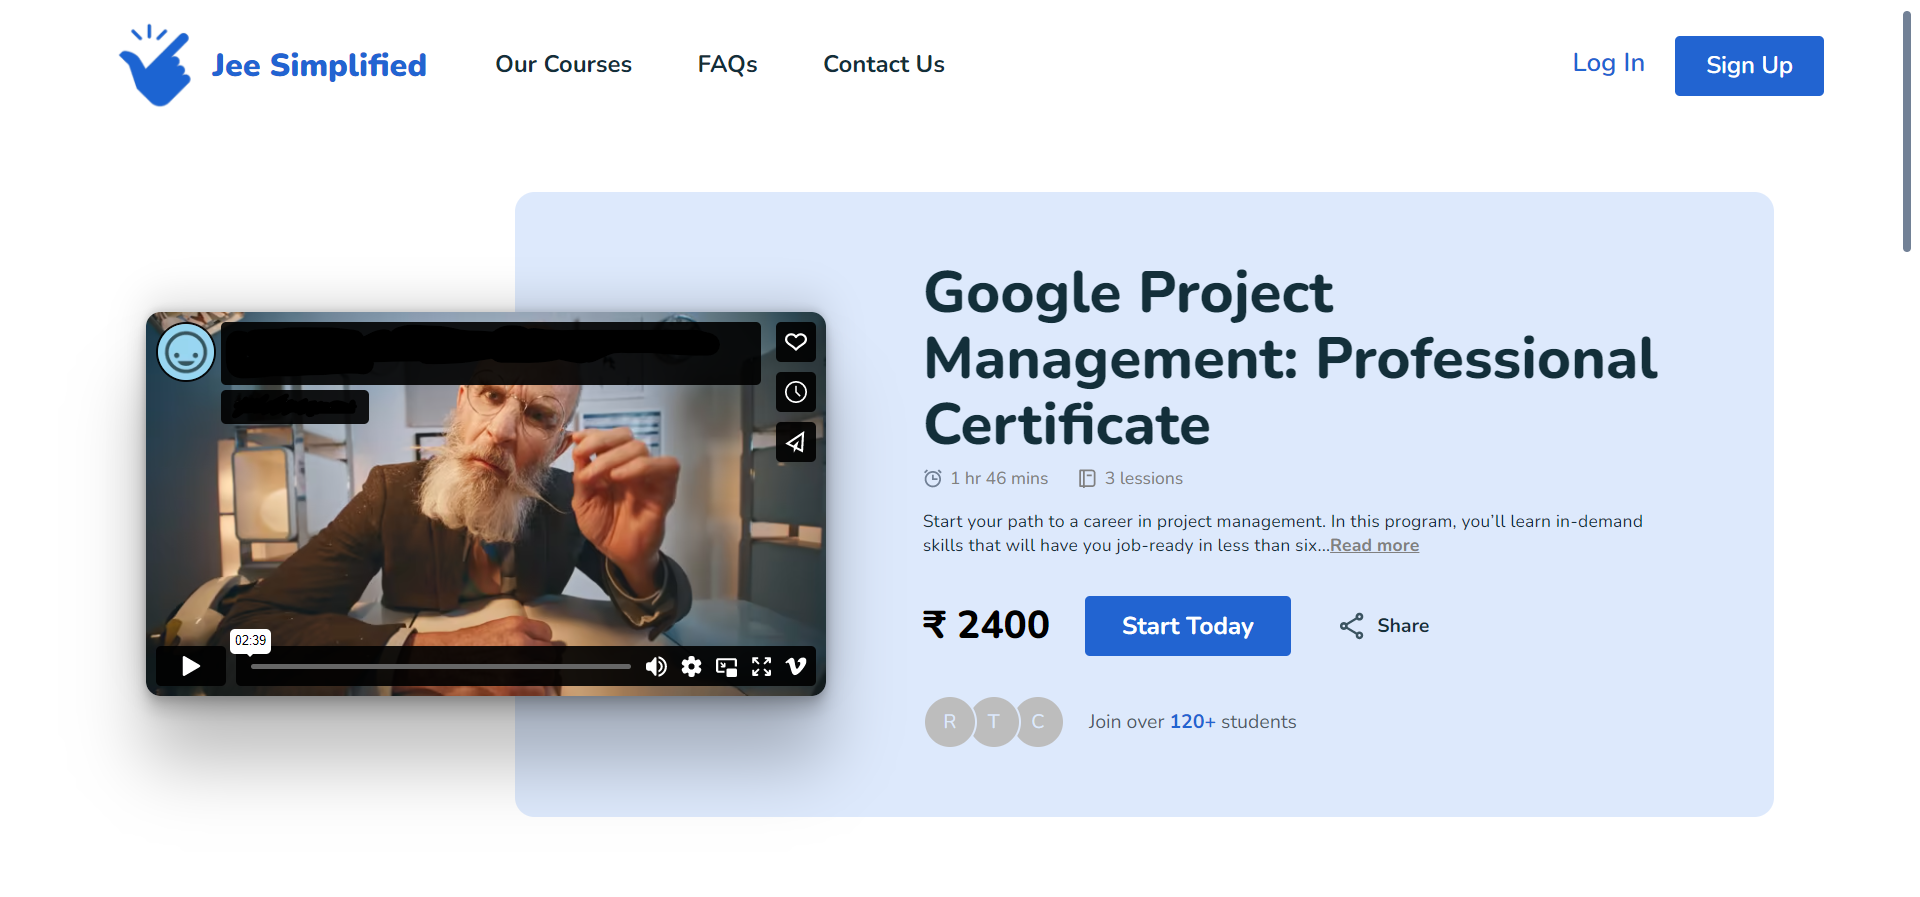 Jee Simplified
Our Courses
FAQs
Contact Us
Log In
Sign Up
Google Project
Management: Professional
Certificate
1 hr 46 mins
3 lessions
Start your path to a career in project management. In this program, you’ll learn in-demand
skills that will have you job-ready in less than six...Read more
₹ 2400
Start Today
Share
02:39
R
T
C
Join over 120+ students